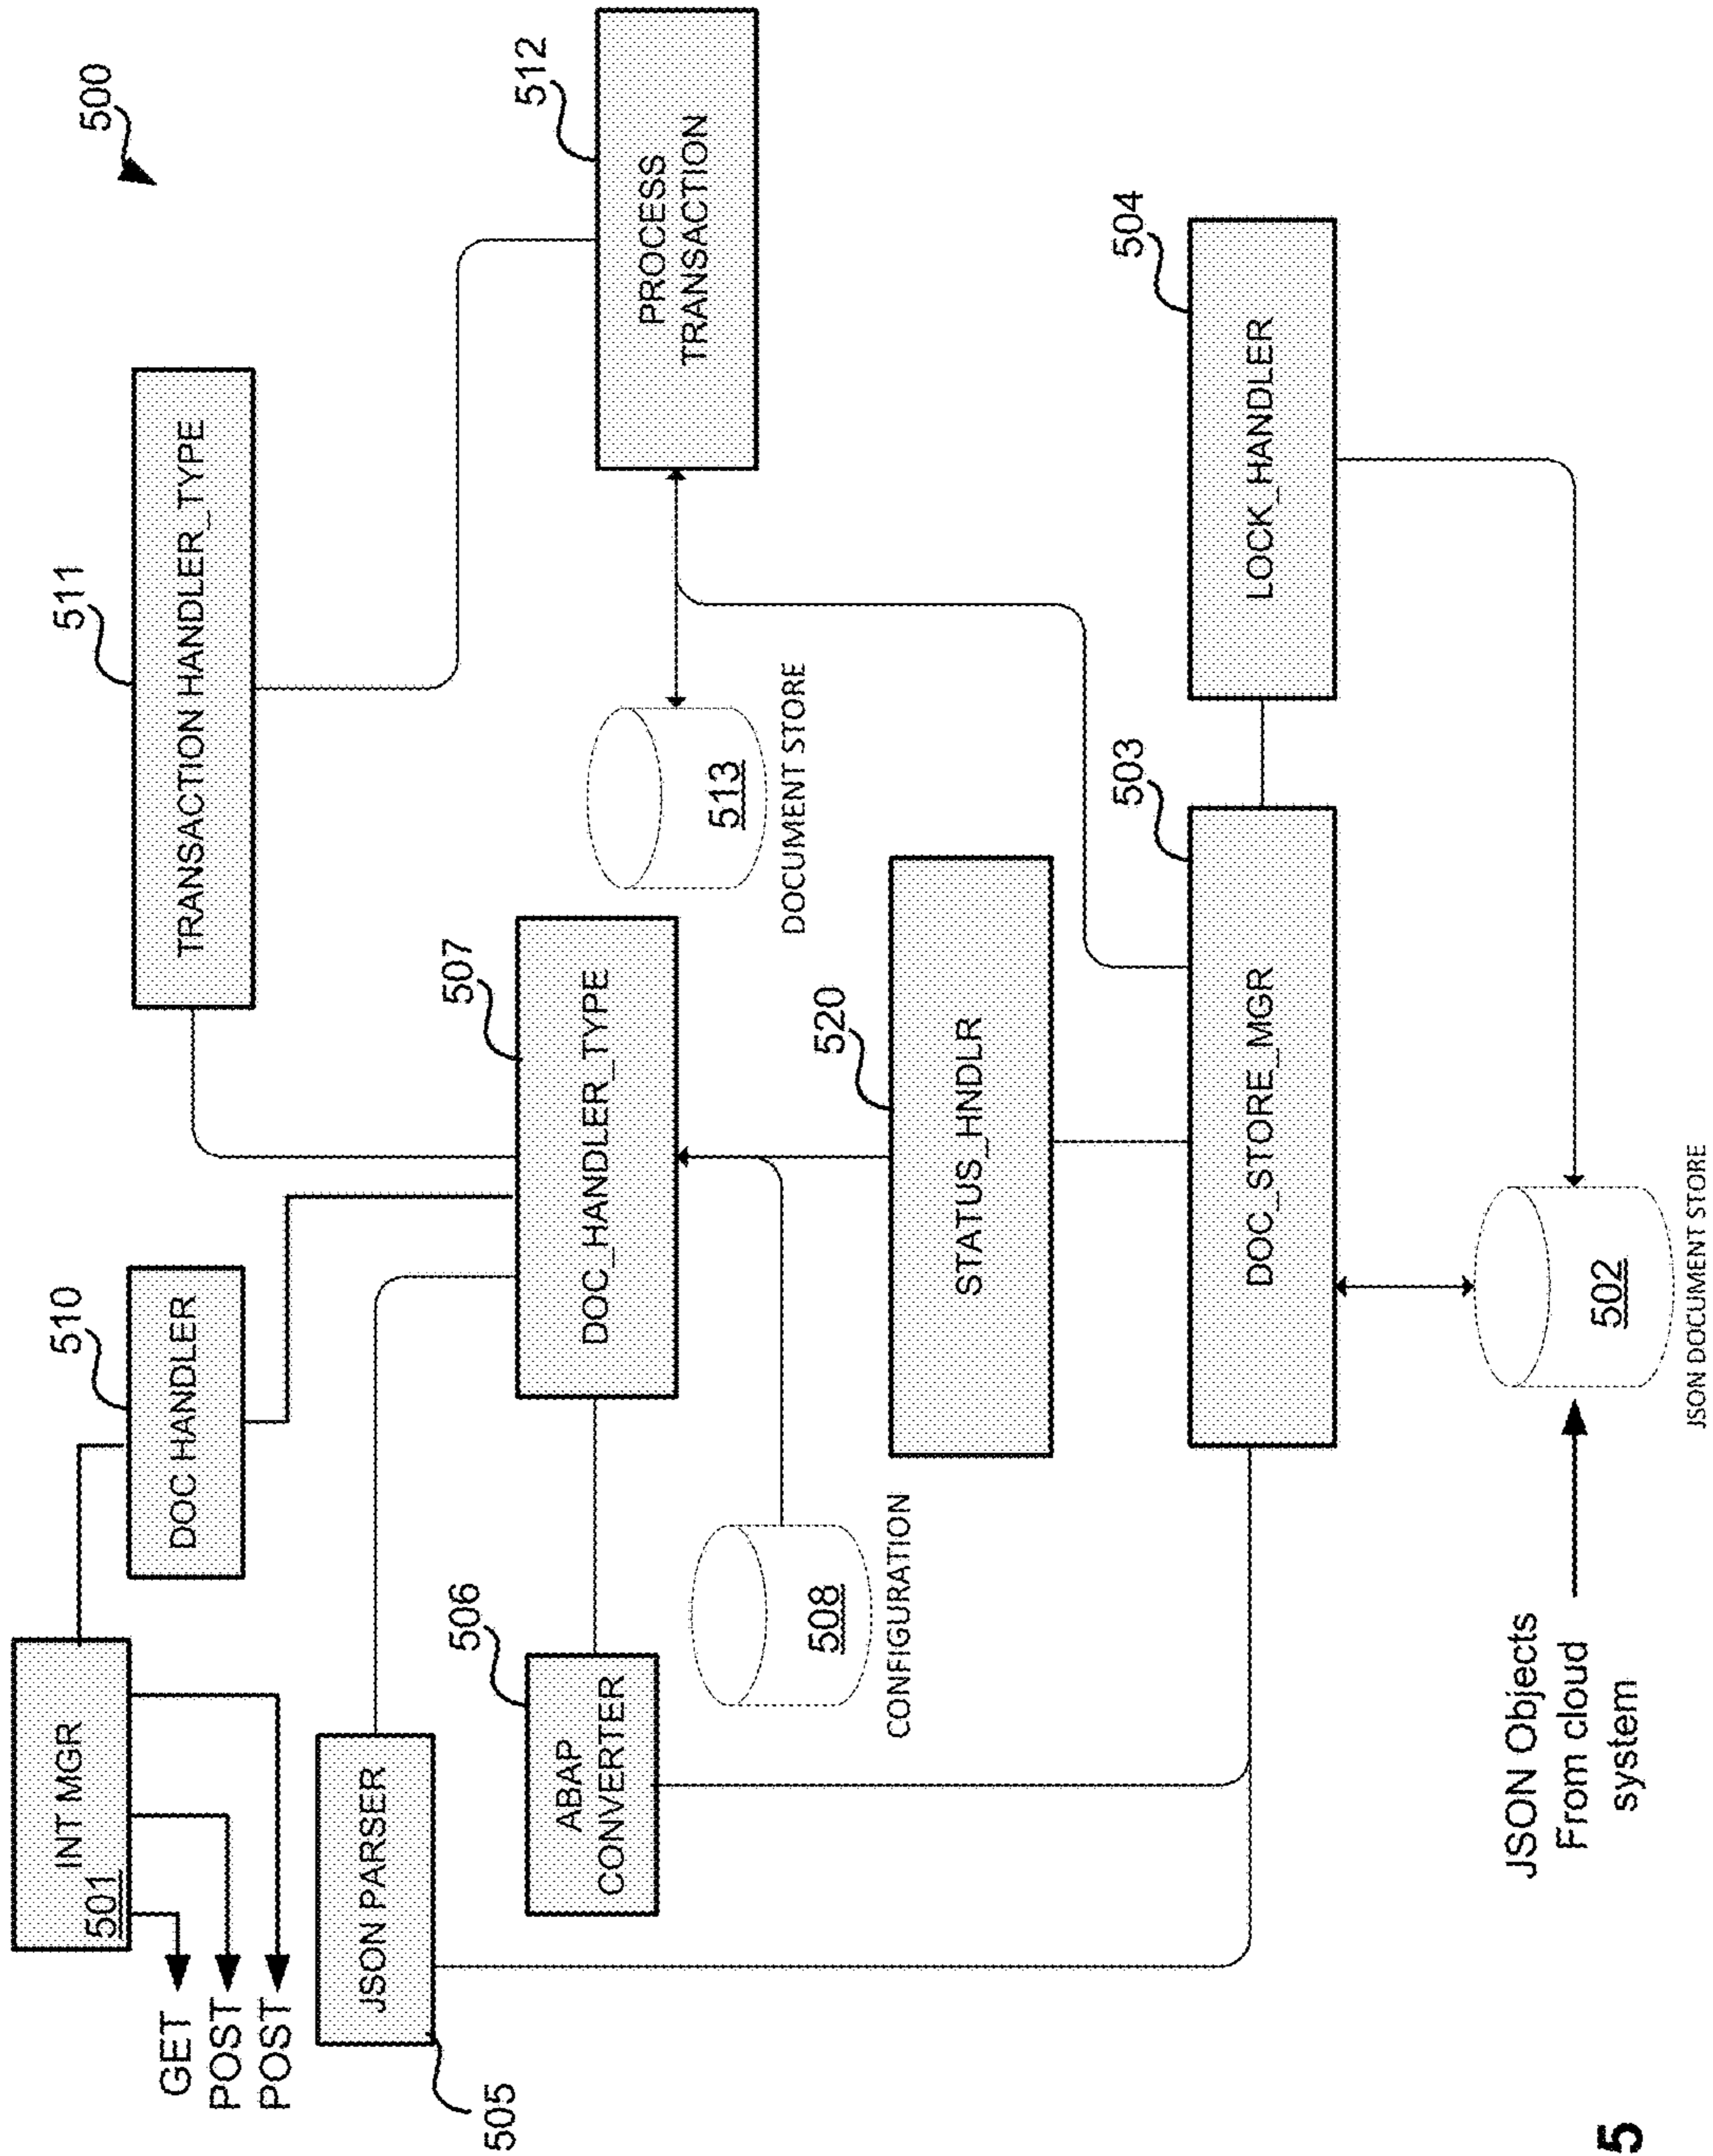 500
GET
POST
POST
INT MGR
501
510
DOC HANDLER
511
TRANSACTION HANDLER_TYPE
505
JSON PARSER
506
ABAP
CONVERTER
507
DOC_HANDLER_TYPE
512
PROCESS
TRANSACTION
508
CONFIGURATION
513
DOCUMENT STORE
520
STATUS_HNDLR
503
DOC_STORE_MGR
504
LOCK_HANDLER
JSON Objects
From cloud
system
502
JSON DOCUMENT STORE
5